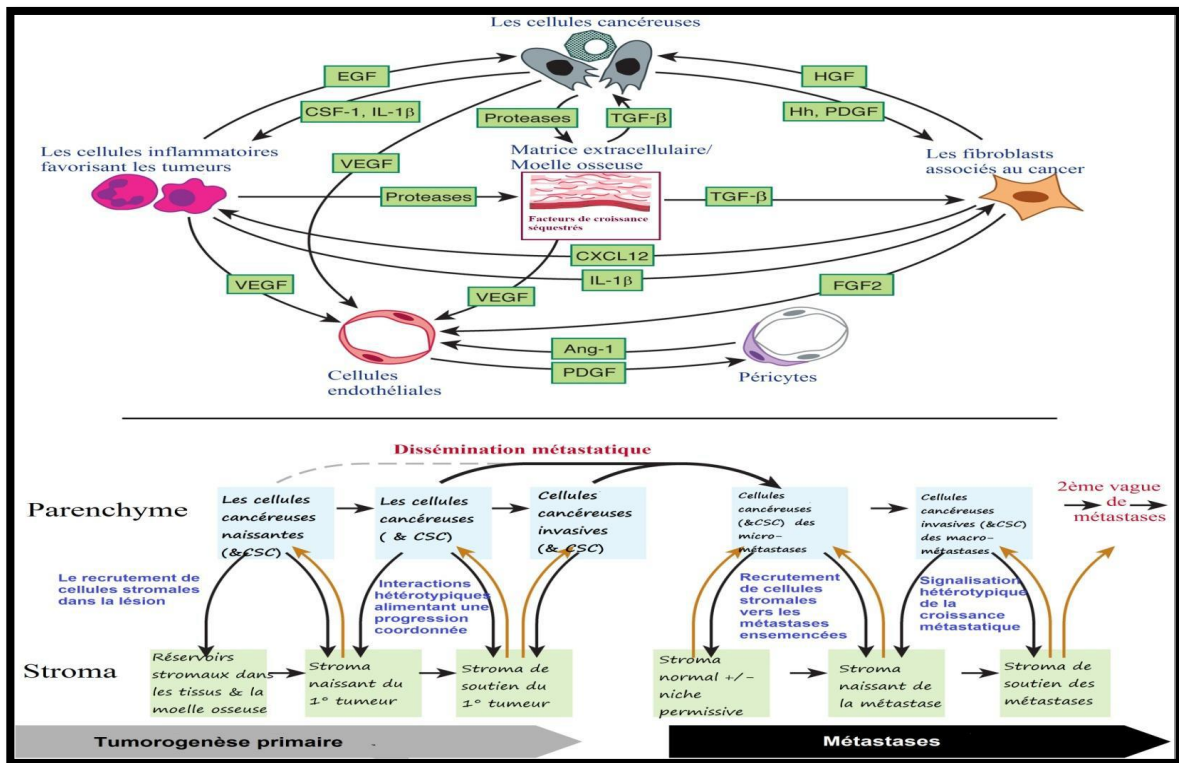 Les cellules cancéreuses
EGF
HGF
CSF-1, IL-1β
Proteases
TGF-β
Hh, PDGF
Les cellules inflammatoires
favorisant les tumeurs
VEGF
Matrice extracellulaire/
Moelle osseuse
Les fibroblasts
associés au cancer
Proteases
TGF-β
Facteurs de croissance
séquestrés
CXCL12
IL-1β
VEGF
VEGF
FGF2
Ang-1
PDGF
Cellules
endothéliales
Péricytes
Dissémination métastatique
Parenchyme
Les cellules
cancéreuses
naissantes
(&CSC)
Les cellules
cancéreuses
( & CSC)
Cellules
cancéreuses
invasives
(& CSC)
Cellules
cancéreuses
(&CSC) des
micro-
métastases
Cellules
cancéreuses
invasives (&CSC)
des macro-
métastases
2ème vague
de
métastases
Le recrutement de
cellules stromales
dans la lésion
Interactions
hétérotypiques
alimentant une
progression
coordonnée
Recrutement
de cellules
stromales
vers les
métastases
ensemencées
Signalisation
hétérotypique
de la
croissance
métastatique
Stroma
Réservoirs
stromaux dans
les tissus & la
moelle osseuse
Stroma
naissant du
1° tumeur
Stroma de
soutien du
1° tumeur
Stroma
normal +/-
niche
permissive
Stroma
naissant de
la métastase
Stroma de
soutien des
métastases
Tumorogenèse primaire
Métastases